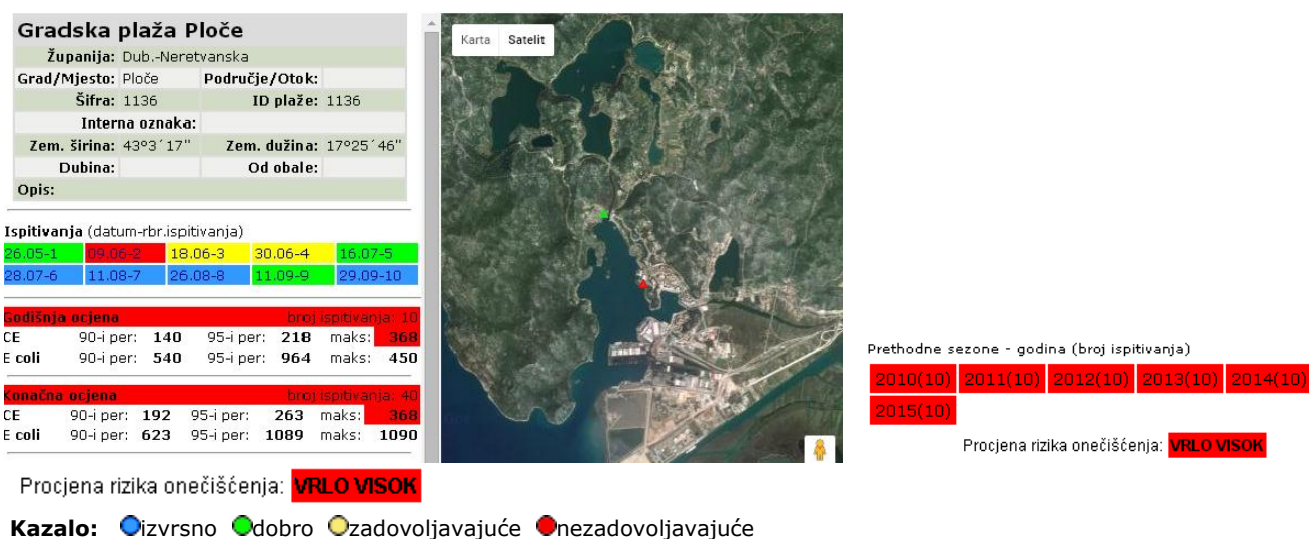 Gradska plaža Ploče
Županija: Dub.-Neretvanska
Grad/Mjesto: Ploče Područje/Otok:
Šifra: 1136 ID plaže: 1136
Interna oznaka:
Zem. širina: 43º3´17" Zem. dužina: 17º25´46"
Dubina: Od obale:
Opis:
Ispitivanja (datum-rbr.ispitivanja)
26.05-1 09.06-2 18.06-3 30.06-4 16.07-5
28.07-6 11.08-7 26.08-8 11.09-9 29.09-10
Godišnja ocjena broj ispitivanja: 10
CE 90-i per: 140 95-i per: 218 maks: 368
E coli 90-i per: 540 95-i per: 964 maks: 450
Konačna ocjena broj ispitivanja: 40
CE 90-i per: 192 95-i per: 263 maks: 368
E coli 90-i per: 623 95-i per: 1089 maks: 1090
Procjena rizika onečišćenja: VRLO VISOK
Karta Satelit
Prethodne sezone - godina (broj ispitivanja)
2010(10) 2011(10) 2012(10) 2013(10) 2014(10)
2015(10)
Procjena rizika onečišćenja: VRLO VISOK
Kazalo: izvrsno dobro zadovoljavajuće nezadovoljavajuće